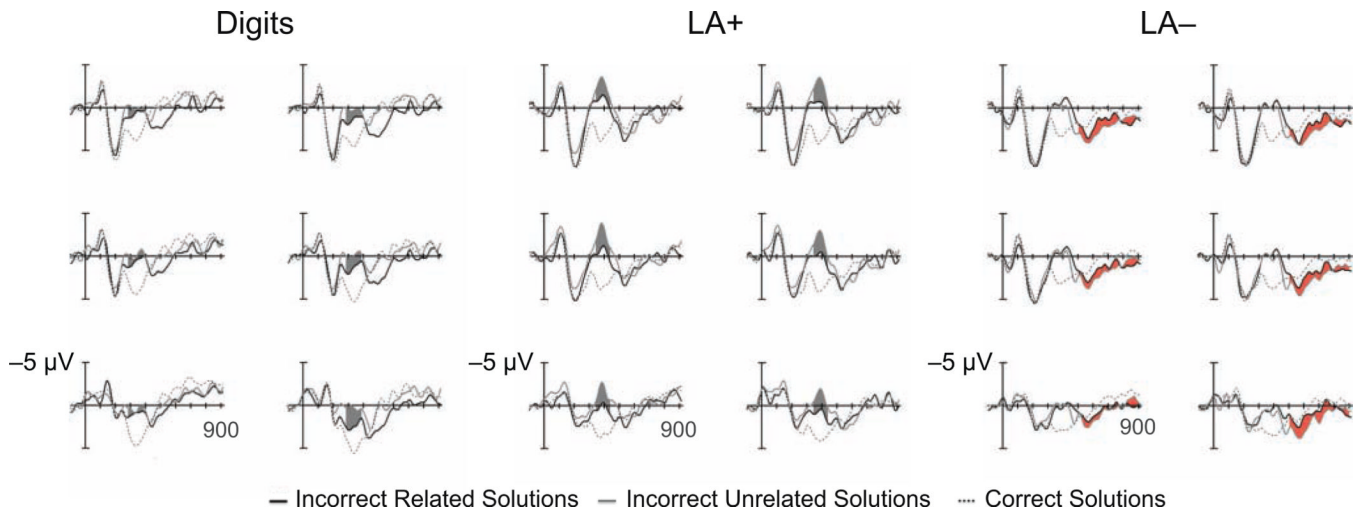 Digits LA+ LA–
–5 µV –5 µV –5 µV
900 900 900
Incorrect Related Solutions Incorrect Unrelated Solutions Correct Solutions